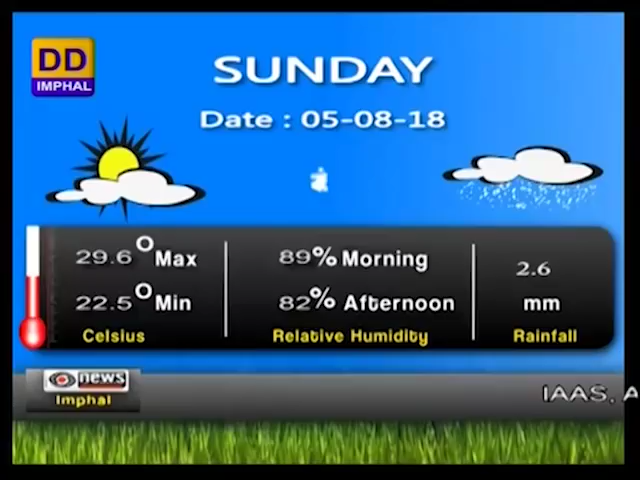 DD
IMPHAL
SUNDAY
Date : 05-08-18
29.6 °Max
22.5 °Min
Celsius
89% Morning
82% Afternoon
Relative Humidity
2.6
mm
Rainfall
news
Imphal
IAAS, A